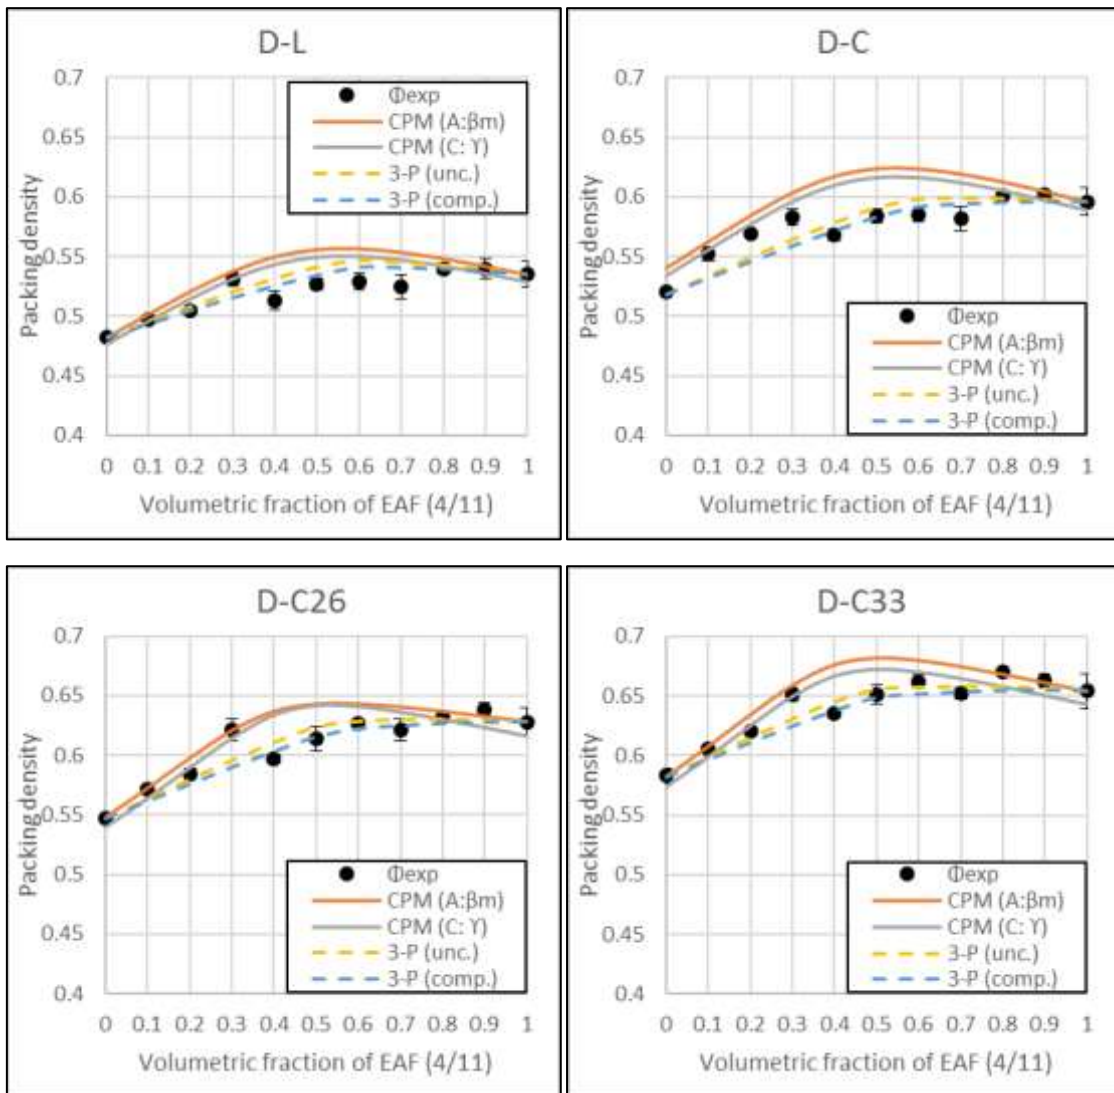 D-L
0.7
0.65
0.6
0.55
0.5
0.45
0.4
Packing density
Φexp
CPM (A:βm)
CPM (C: ϒ)
3-P (unc.)
3-P (comp.)
0 0.1 0.2 0.3 0.4 0.5 0.6 0.7 0.8 0.9 1
Volumetric fraction of EAF (4/11)
D-C
0.7
0.65
0.6
0.55
0.5
0.45
0.4
Packing density
Φexp
CPM (A:βm)
CPM (C: ϒ)
3-P (unc.)
3-P (comp.)
0 0.1 0.2 0.3 0.4 0.5 0.6 0.7 0.8 0.9 1
Volumetric fraction of EAF (4/11)
D-C26
0.7
0.65
0.6
0.55
0.5
0.45
0.4
Packing density
Φexp
CPM (A:βm)
CPM (C: ϒ)
3-P (unc.)
3-P (comp.)
0 0.1 0.2 0.3 0.4 0.5 0.6 0.7 0.8 0.9 1
Volumetric fraction of EAF (4/11)
D-C33
0.7
0.65
0.6
0.55
0.5
0.45
0.4
Packing density
Φexp
CPM (A:βm)
CPM (C: ϒ)
3-P (unc.)
3-P (comp.)
0 0.1 0.2 0.3 0.4 0.5 0.6 0.7 0.8 0.9 1
Volumetric fraction of EAF (4/11)